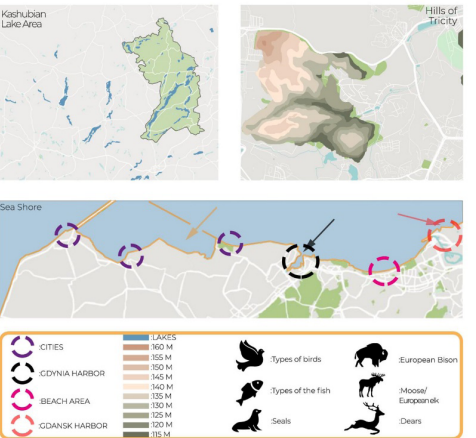 Kashubian
Lake Area
Hills of
Tricity
Sea Shore
:CITIES
:GDYNIA HARBOR
:BEACH AREA
:GDANSK HARBOR
:LAKES
:160 M
:155 M
:150 M
:145 M
:140 M
:135 M
:130 M
:125 M
:120 M
:115 M
:Types of birds
:Types of the fish
:Seals
:European Bison
:Moose/
European elk
:Dears